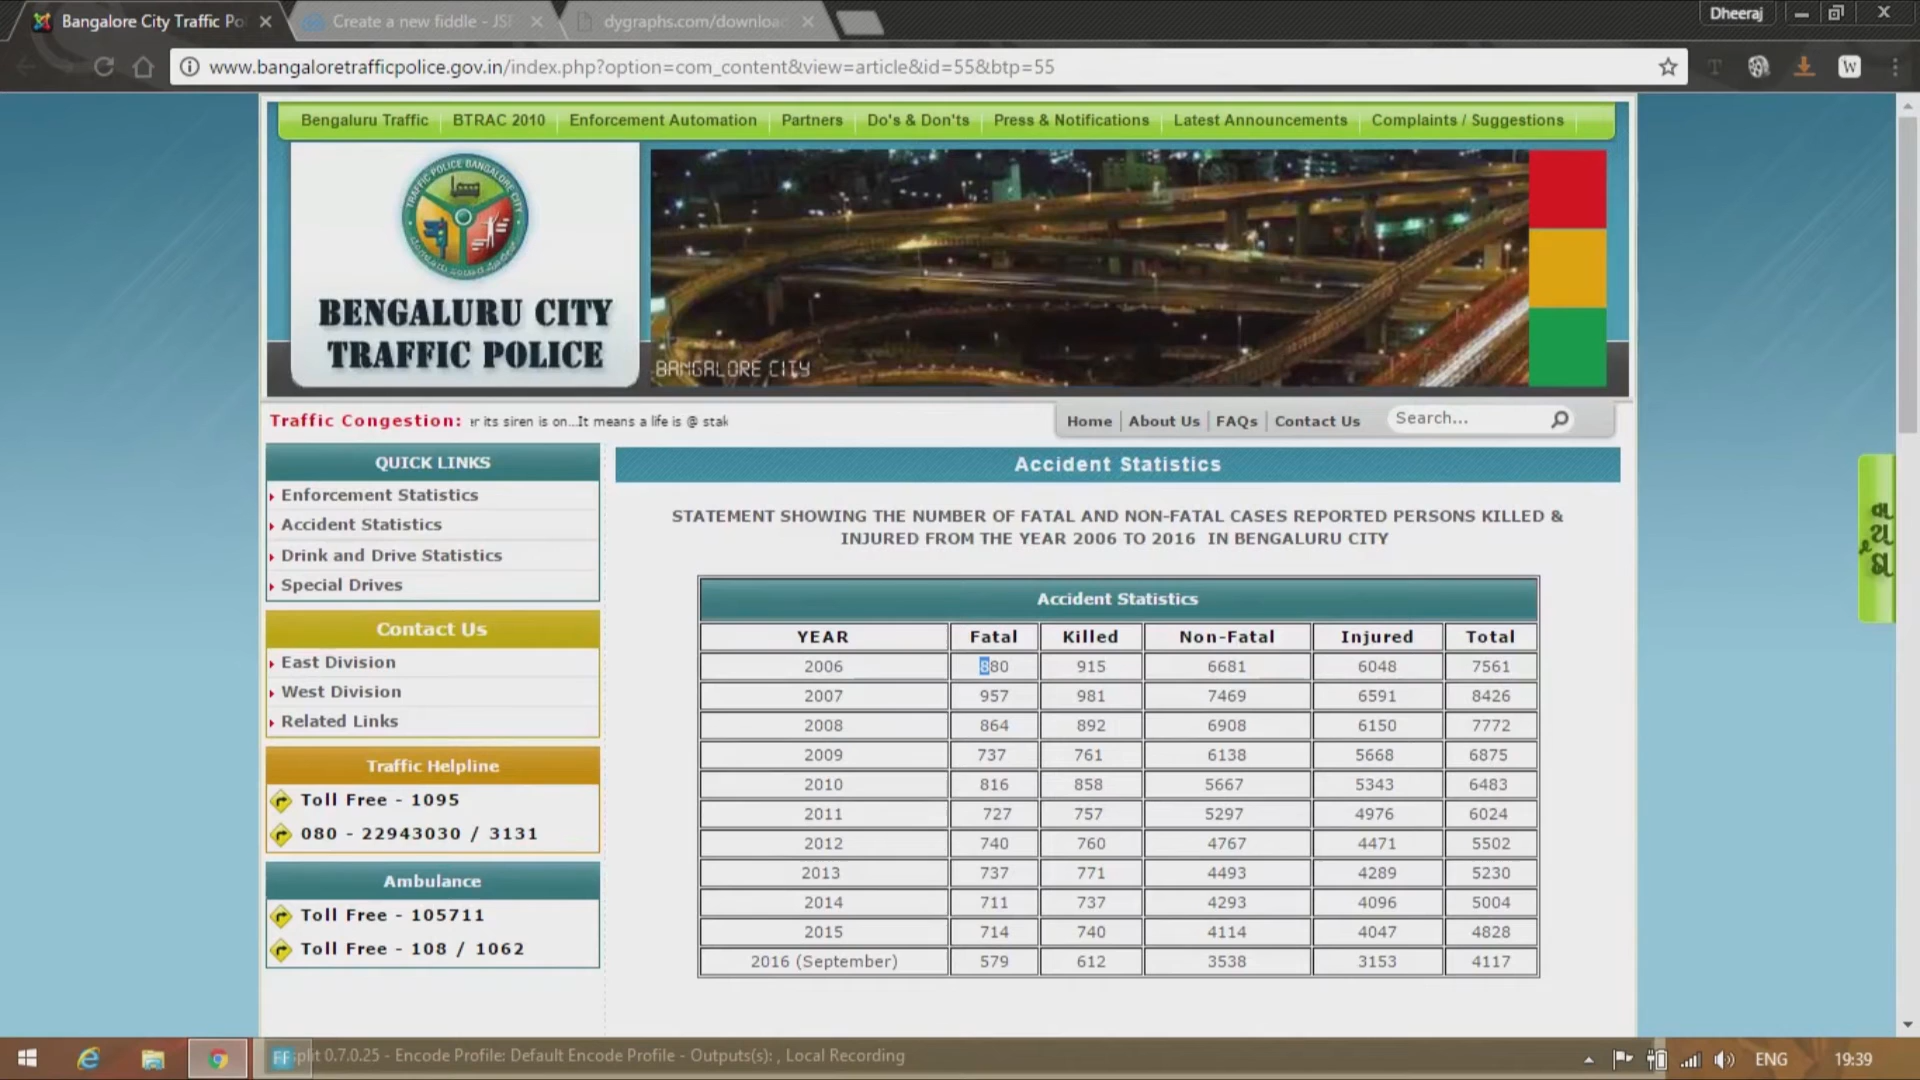 Bangalore City Traffic Po
Create a new fiddle - JSF
dygraphs.com/download
Dheeraj
www.bangaloretrafficpolice.gov.in/index.php?option=com_content&view=article&id=55&btp=55
T
W
Bengaluru Traffic
BTRAC 2010
Enforcement Automation
Partners
Do's & Don'ts
Press & Notifications
Latest Announcements
Complaints / Suggestions
TRAFFIC POLICE BANGALORE CITY
BENGALURU CITY
TRAFFIC POLICE
BANGALORE CITY
Traffic Congestion: er its siren is on...It means a life is @ stak
Home
About Us
FAQs
Contact Us
Search...
QUICK LINKS
Enforcement Statistics
Accident Statistics
Drink and Drive Statistics
Special Drives
Contact Us
East Division
West Division
Related Links
Traffic Helpline
Toll Free - 1095
080 - 22943030 / 3131
Ambulance
Toll Free - 105711
Toll Free - 108 / 1062
Accident Statistics
STATEMENT SHOWING THE NUMBER OF FATAL AND NON-FATAL CASES REPORTED PERSONS KILLED &
INJURED FROM THE YEAR 2006 TO 2016 IN BENGALURU CITY
Accident Statistics
YEAR Fatal Killed Non-Fatal Injured Total
2006 880 915 6681 6048 7561
2007 957 981 7469 6591 8426
2008 864 892 6908 6150 7772
2009 737 761 6138 5668 6875
2010 816 858 5667 5343 6483
2011 727 757 5297 4976 6024
2012 740 760 4767 4471 5502
2013 737 771 4493 4289 5230
2014 711 737 4293 4096 5004
2015 714 740 4114 4047 4828
2016 (September) 579 612 3538 3153 4117
FFsplit 0.7.0.25 - Encode Profile: Default Encode Profile - Outputs(s): , Local Recording
ENG
19:39